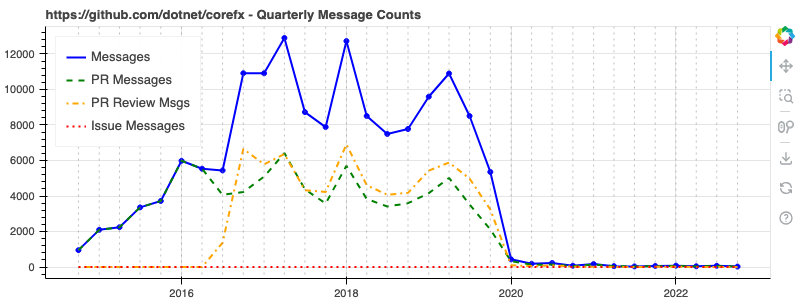 https://github.com/dotnet/corefx - Quarterly Message Counts
Messages
PR Messages
PR Review Msgs
Issue Messages
12000
10000
8000
6000
4000
2000
0
2016
2018
2020
2022